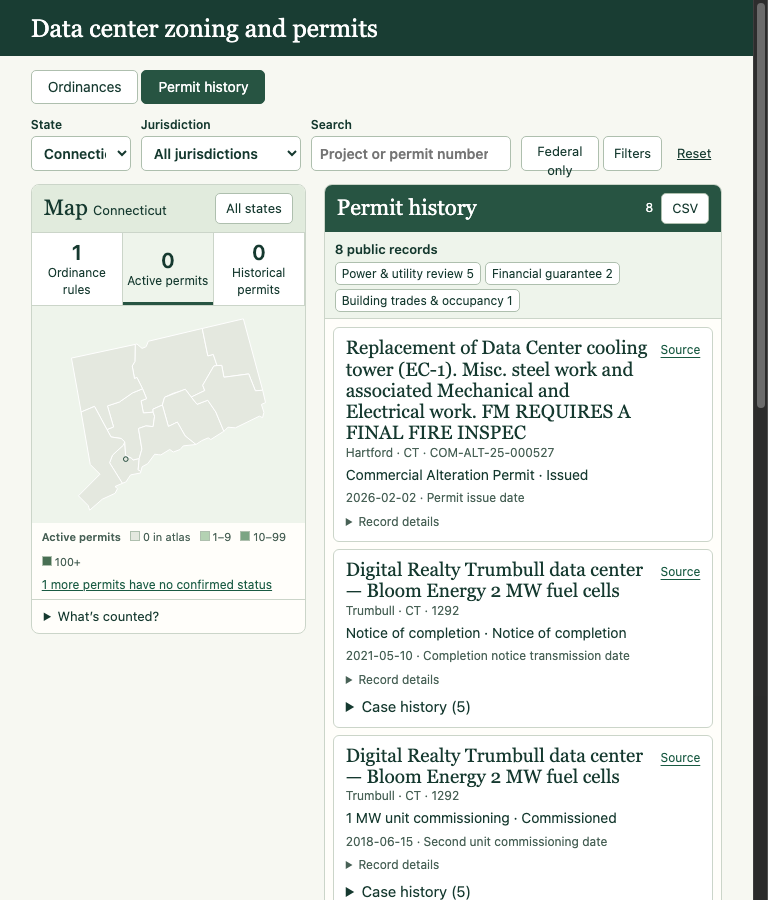 Data center zoning and permits
Ordinances
Permit history
State
Jurisdiction
Search
Connecti
All jurisdictions
Project or permit number
Federal
only
Filters
Reset
Map Connecticut
All states
1
Ordinance
rules
0
Active permits
0
Historical
permits
Active permits
0 in atlas
1–9
10–99
100+
1 more permits have no confirmed status
▶ What's counted?
Permit history
8
CSV
8 public records
Power & utility review 5
Financial guarantee 2
Building trades & occupancy 1
Replacement of Data Center cooling
tower (EC-1). Misc. steel work and
associated Mechanical and
Electrical work. FM REQUIRES A
FINAL FIRE INSPEC
Source
Hartford · CT · COM-ALT-25-000527
Commercial Alteration Permit · Issued
2026-02-02 · Permit issue date
▶ Record details
Digital Realty Trumbull data center
— Bloom Energy 2 MW fuel cells
Source
Trumbull · CT · 1292
Notice of completion · Notice of completion
2021-05-10 · Completion notice transmission date
▶ Record details
▶ Case history (5)
Digital Realty Trumbull data center
— Bloom Energy 2 MW fuel cells
Source
Trumbull · CT · 1292
1 MW unit commissioning · Commissioned
2018-06-15 · Second unit commissioning date
▶ Record details
▶ Case history (5)